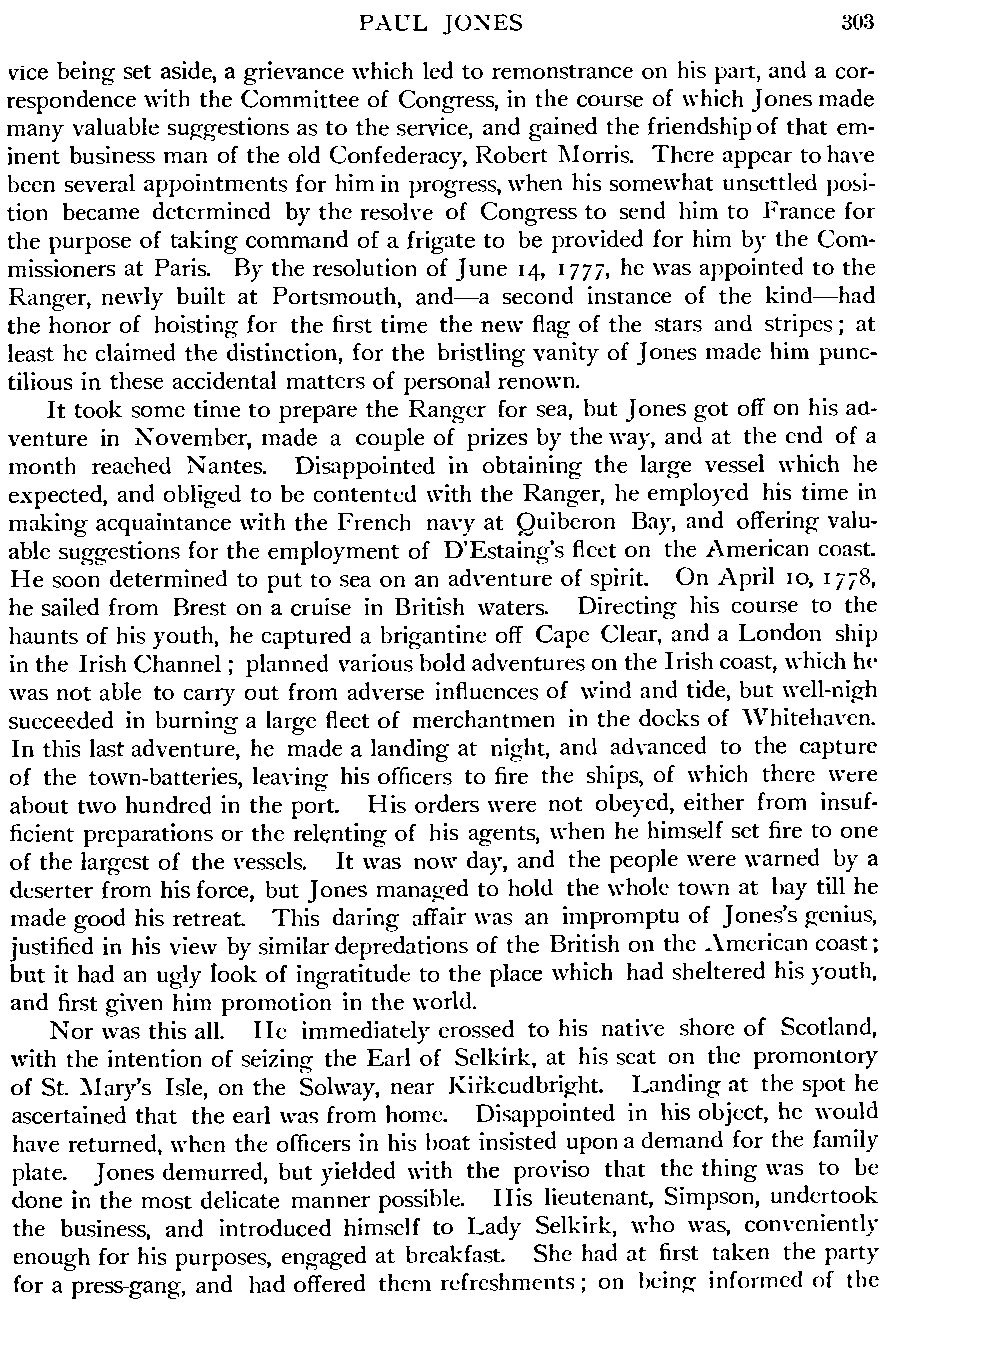 PAUL JONES 303
vice being set aside, a grievance which led to remonstrance on his part, and a cor-
respondence with the Committee of Congress, in the course of which Jones made
many valuable suggestions as to the service, and gained the friendship of that em-
inent business man of the old Confederacy, Robert Morris. There appear to have
been several appointments for him in progress, when his somewhat unsettled posi-
tion became determined by the resolve of Congress to send him to France for
the purpose of taking command of a frigate to be provided for him by the Com-
missioners at Paris. By the resolution of June 14, 1777, he was appointed to the
Ranger, newly built at Portsmouth, and—a second instance of the kind—had
the honor of hoisting for the first time the new flag of the stars and stripes; at
least he claimed the distinction, for the bristling vanity of Jones made him punc-
tilious in these accidental matters of personal renown.
It took some time to prepare the Ranger for sea, but Jones got off on his ad-
venture in November, made a couple of prizes by the way, and at the end of a
month reached Nantes. Disappointed in obtaining the large vessel which he
expected, and obliged to be contented with the Ranger, he employed his time in
making acquaintance with the French navy at Quiberon Bay, and offering valu-
able suggestions for the employment of D'Estaing's fleet on the American coast.
He soon determined to put to sea on an adventure of spirit. On April 10, 1778,
he sailed from Brest on a cruise in British waters. Directing his course to the
haunts of his youth, he captured a brigantine off Cape Clear, and a London ship
in the Irish Channel; planned various bold adventures on the Irish coast, which he
was not able to carry out from adverse influences of wind and tide, but well-nigh
succeeded in burning a large fleet of merchantmen in the docks of Whitehaven.
In this last adventure, he made a landing at night, and advanced to the capture
of the town-batteries, leaving his officers to fire the ships, of which there were
about two hundred in the port. His orders were not obeyed, either from insuf-
ficient preparations or the relenting of his agents, when he himself set fire to one
of the largest of the vessels. It was now day, and the people were warned by a
deserter from his force, but Jones managed to hold the whole town at bay till he
made good his retreat. This daring affair was an impromptu of Jones's genius,
justified in his view by similar depredations of the British on the American coast;
but it had an ugly look of ingratitude to the place which had sheltered his youth,
and first given him promotion in the world.
Nor was this all. He immediately crossed to his native shore of Scotland,
with the intention of seizing the Earl of Selkirk, at his seat on the promontory
of St. Mary's Isle, on the Solway, near Kirkcudbright. Landing at the spot he
ascertained that the earl was from home. Disappointed in his object, he would
have returned, when the officers in his boat insisted upon a demand for the family
plate. Jones demurred, but yielded with the proviso that the thing was to be
done in the most delicate manner possible. His lieutenant, Simpson, undertook
the business, and introduced himself to Lady Selkirk, who was, conveniently
enough for his purposes, engaged at breakfast. She had at first taken the party
for a press-gang, and had offered them refreshments; on being informed of the